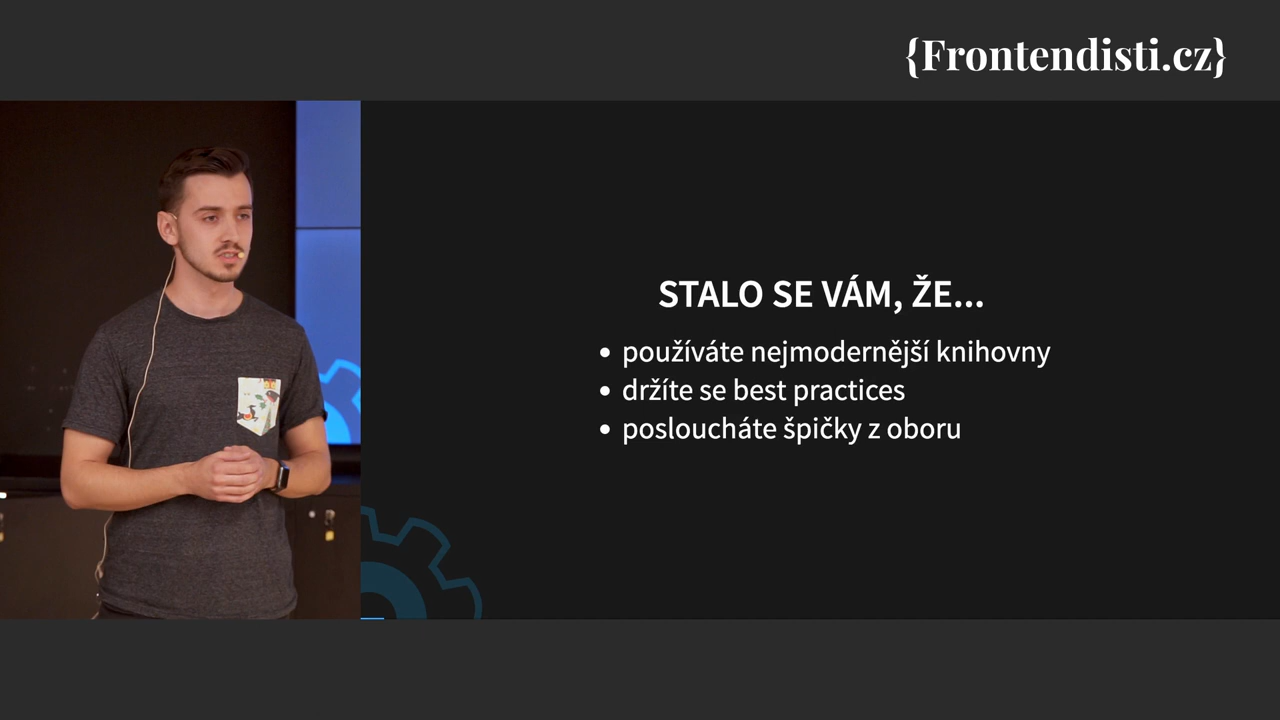 {Frontendisti.cz}
STALO SE VÁM, ŽE...
• používáte nejmodernější knihovny
• držíte se best practices
• posloucháte špičky z oboru